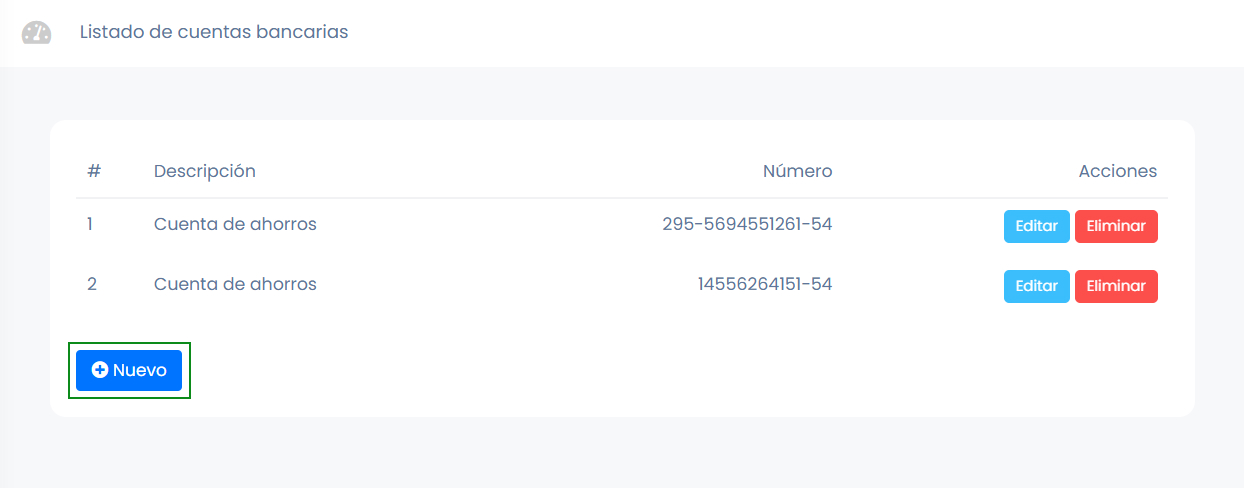 Listado de cuentas bancarias
# Descripción Número Acciones
1 Cuenta de ahorros 295-5694551261-54 Editar Eliminar
2 Cuenta de ahorros 14556264151-54 Editar Eliminar
Nuevo